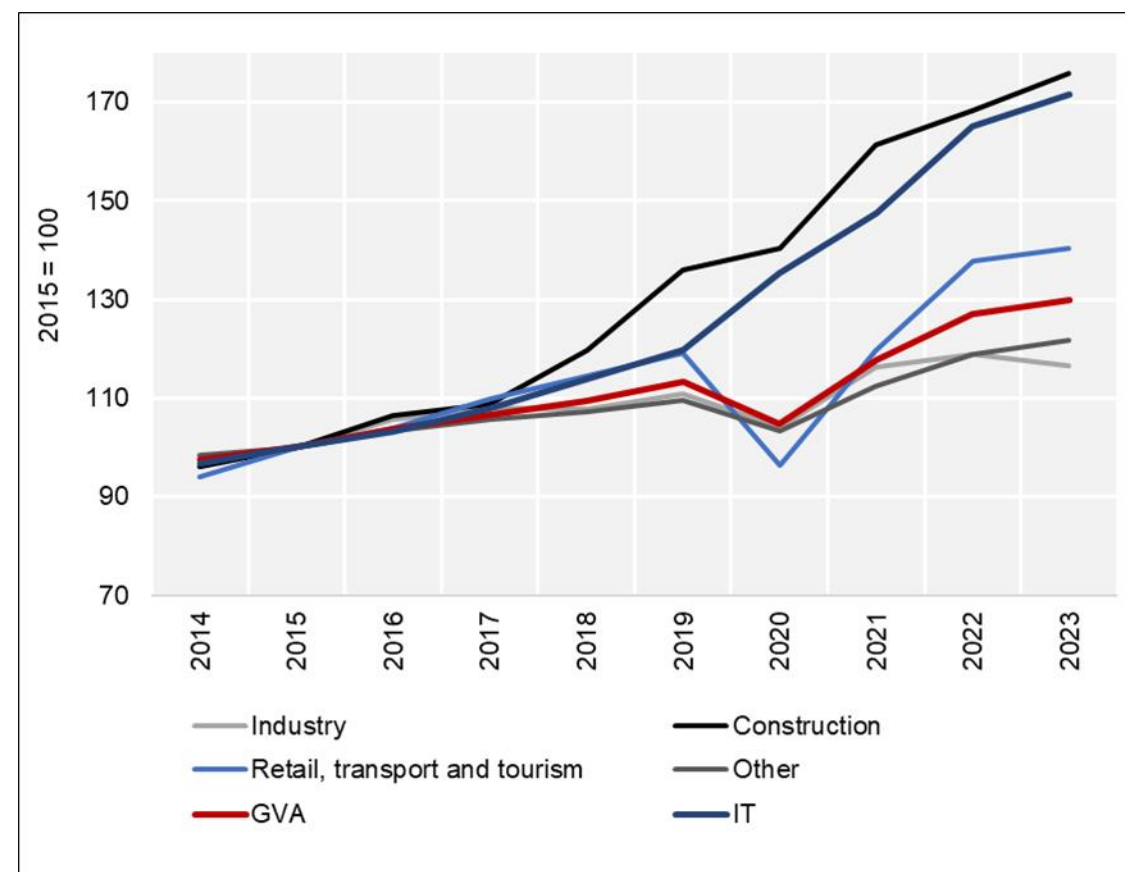 170
150
130
110
90
70
2015 = 100
2014 2015 2016 2017 2018 2019 2020 2021 2022 2023
Industry Construction
Retail, transport and tourism Other
GVA IT